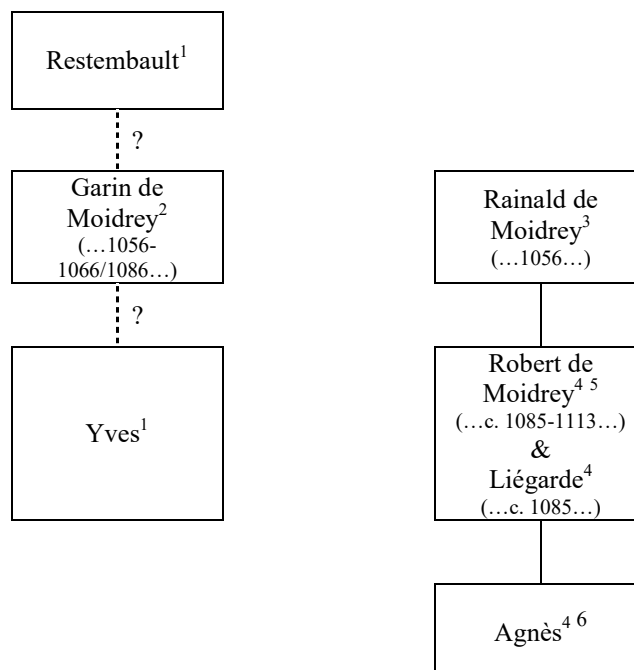 Restembault¹
?
Garin de
Moidrey²
(…1056-
1066/1086…)
?
Yves¹
Rainald de
Moidrey³
(…1056…)
Robert de
Moidrey⁴ ⁵
(…c. 1085-1113…)
&
Liégarde⁴
(…c. 1085…)
Agnès⁴ ⁶